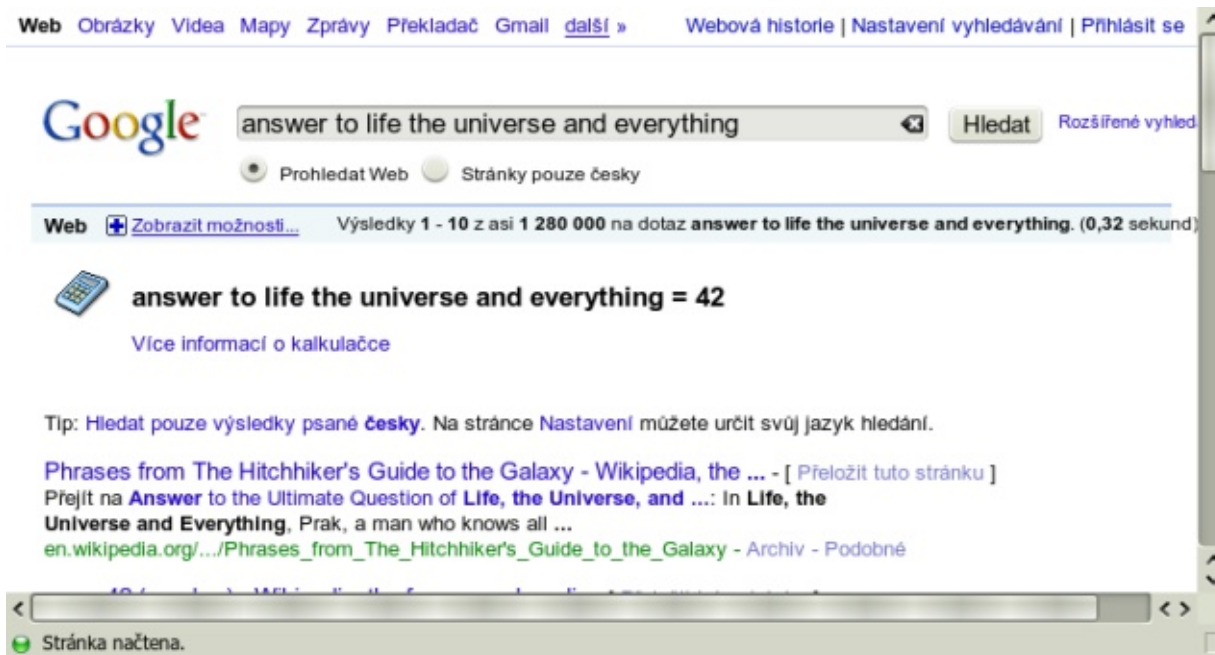 Web Obrázky Videa Mapy Zprávy Překladač Gmail další » Webová historie | Nastavení vyhledávání | Přihlásit se
Google answer to life the universe and everything Hledat Rozšířené vyhled
Prohledat Web Stránky pouze česky
Web Zobrazit možnosti... Výsledky 1 - 10 z asi 1 280 000 na dotaz answer to life the universe and everything. (0,32 sekund)
answer to life the universe and everything = 42
Více informací o kalkulačce
Tip: Hledat pouze výsledky psané česky. Na stránce Nastavení můžete určit svůj jazyk hledání.
Phrases from The Hitchhiker's Guide to the Galaxy - Wikipedia, the ... - [ Přeložit tuto stránku ]
Přejít na Answer to the Ultimate Question of Life, the Universe, and ...: In Life, the
Universe and Everything, Prak, a man who knows all ...
en.wikipedia.org/.../Phrases_from_The_Hitchhiker's_Guide_to_the_Galaxy - Archiv - Podobné
Stránka načtena.